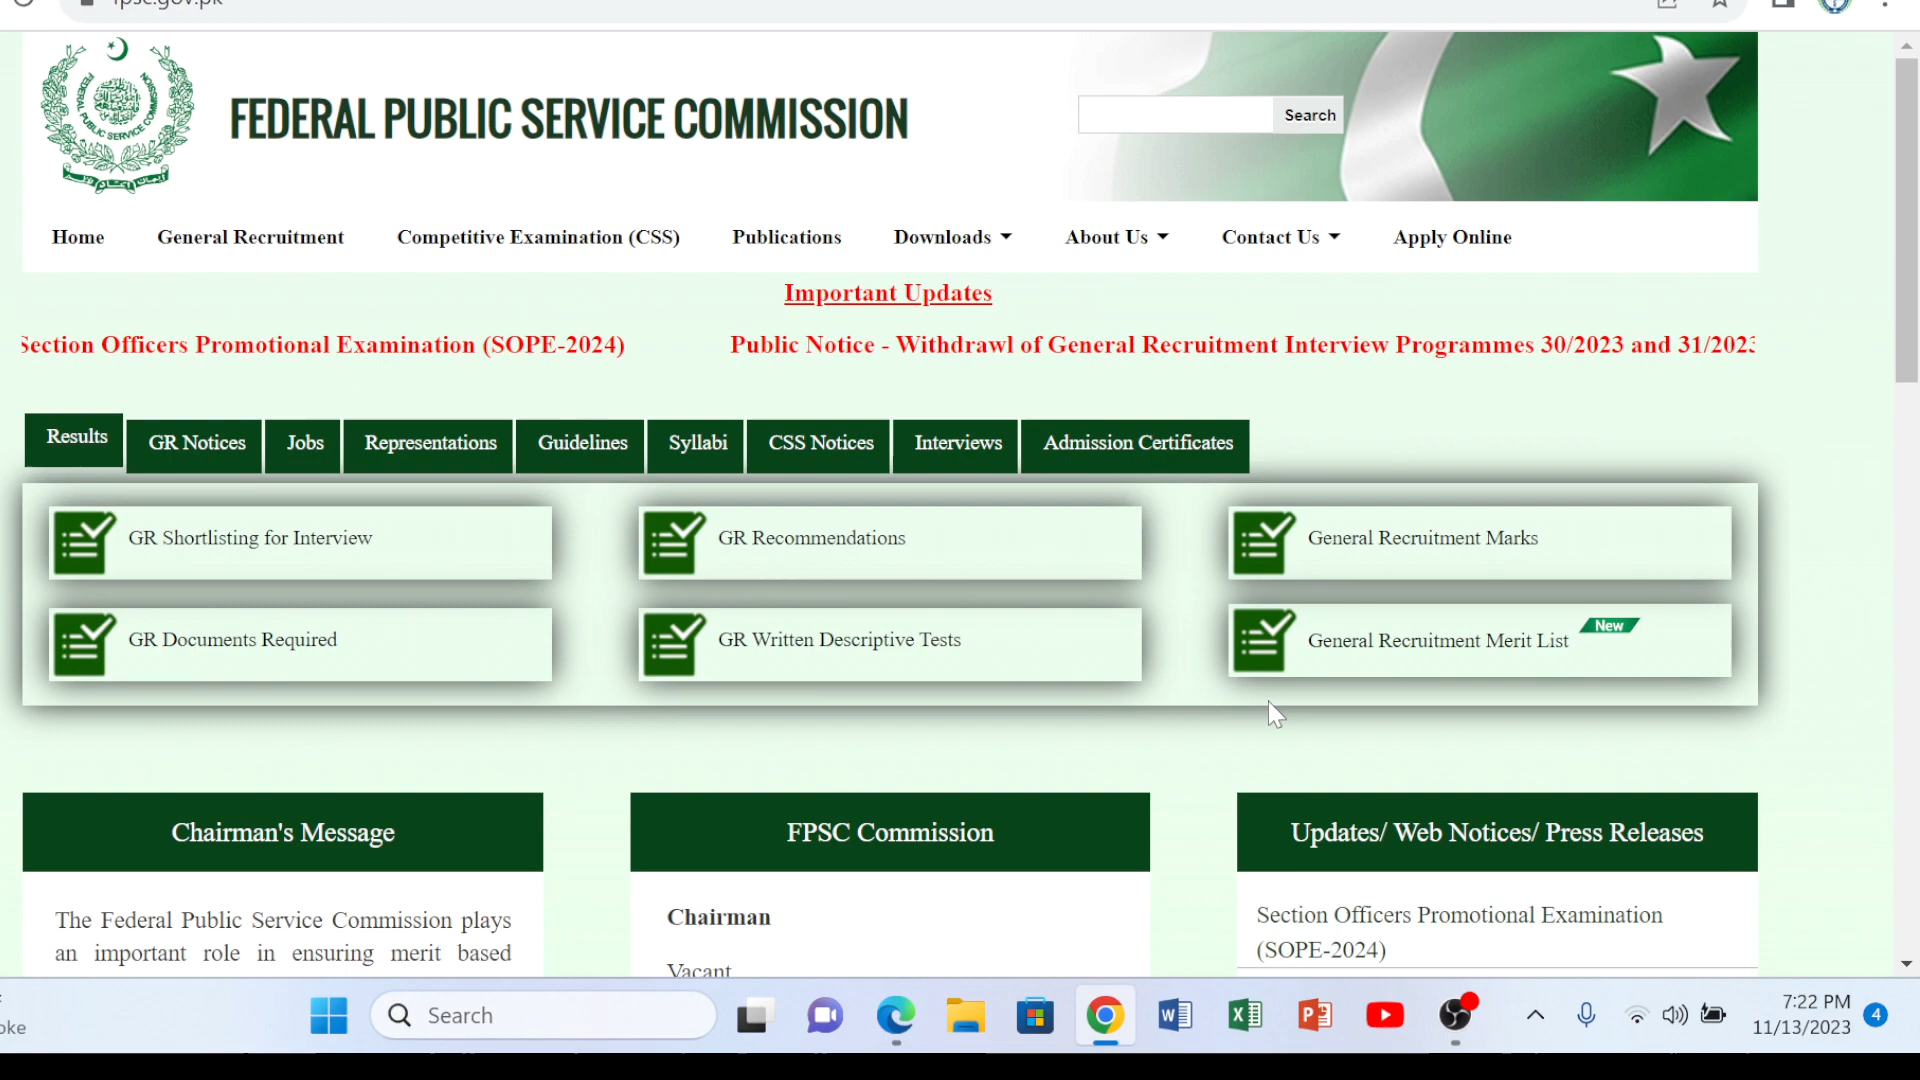 FEDERAL PUBLIC SERVICE COMMISSION
Search
Home General Recruitment Competitive Examination (CSS) Publications Downloads About Us Contact Us Apply Online
Important Updates
Section Officers Promotional Examination (SOPE-2024) Public Notice - Withdrawl of General Recruitment Interview Programmes 30/2023 and 31/2023
Results GR Notices Jobs Representations Guidelines Syllabi CSS Notices Interviews Admission Certificates
GR Shortlisting for Interview GR Recommendations General Recruitment Marks
GR Documents Required GR Written Descriptive Tests General Recruitment Merit List New
Chairman's Message FPSC Commission Updates/ Web Notices/ Press Releases
The Federal Public Service Commission plays
an important role in ensuring merit based
Chairman
Vacant
Section Officers Promotional Examination
(SOPE-2024)
Search
7:22 PM
11/13/2023
4